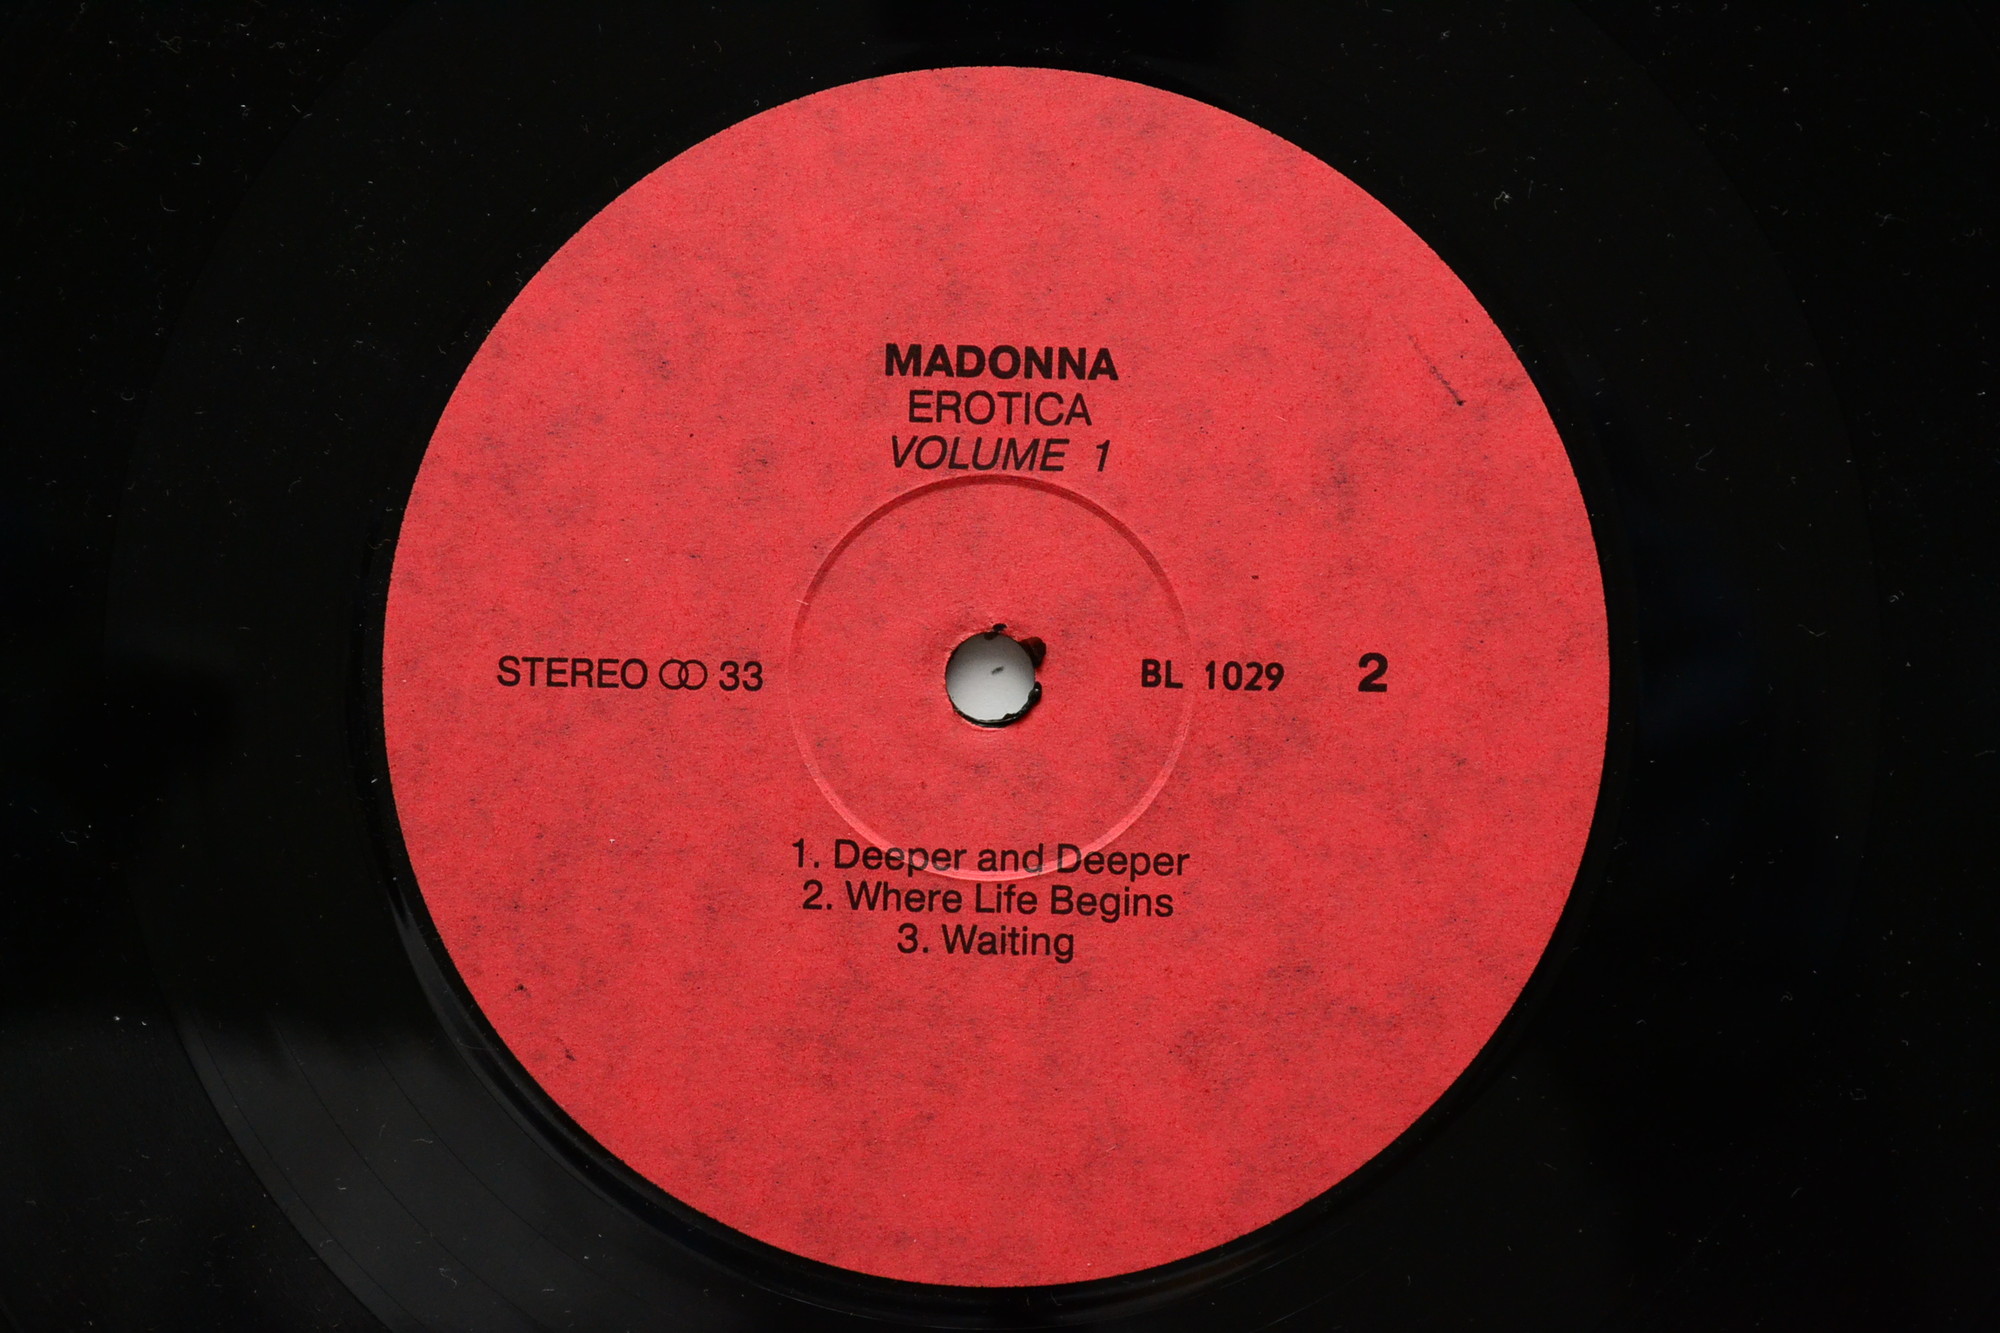 MADONNA
EROTICA
VOLUME 1
STEREO 33
BL 1029 2
1. Deeper and Deeper
2. Where Life Begins
3. Waiting